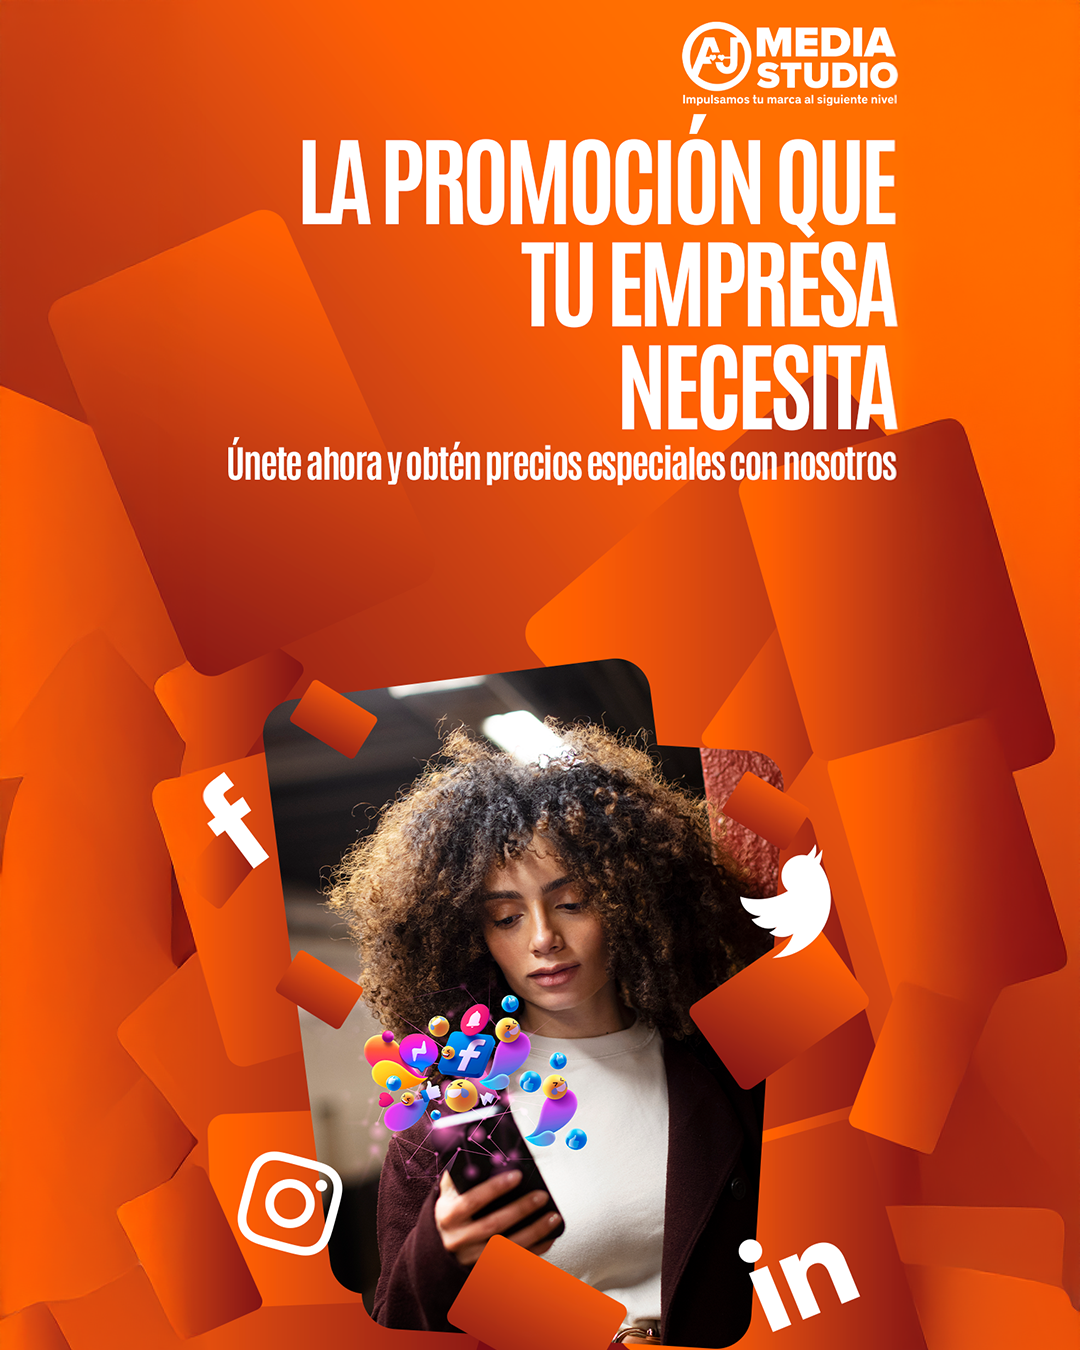 AJ MEDIA
STUDIO
Impulsamos tu marca al siguiente nivel
LA PROMOCIÓN QUE
TU EMPRESA
NECESITA
Únete ahora y obtén precios especiales con nosotros
f
f
in